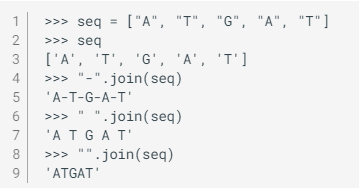 1 >>> seq = ["A", "T", "G", "A", "T"]
2 >>> seq
3 ['A', 'T', 'G', 'A', 'T']
4 >>> "-".join(seq)
5 'A-T-G-A-T'
6 >>> " ".join(seq)
7 'A T G A T'
8 >>> "".join(seq)
9 'ATGAT'